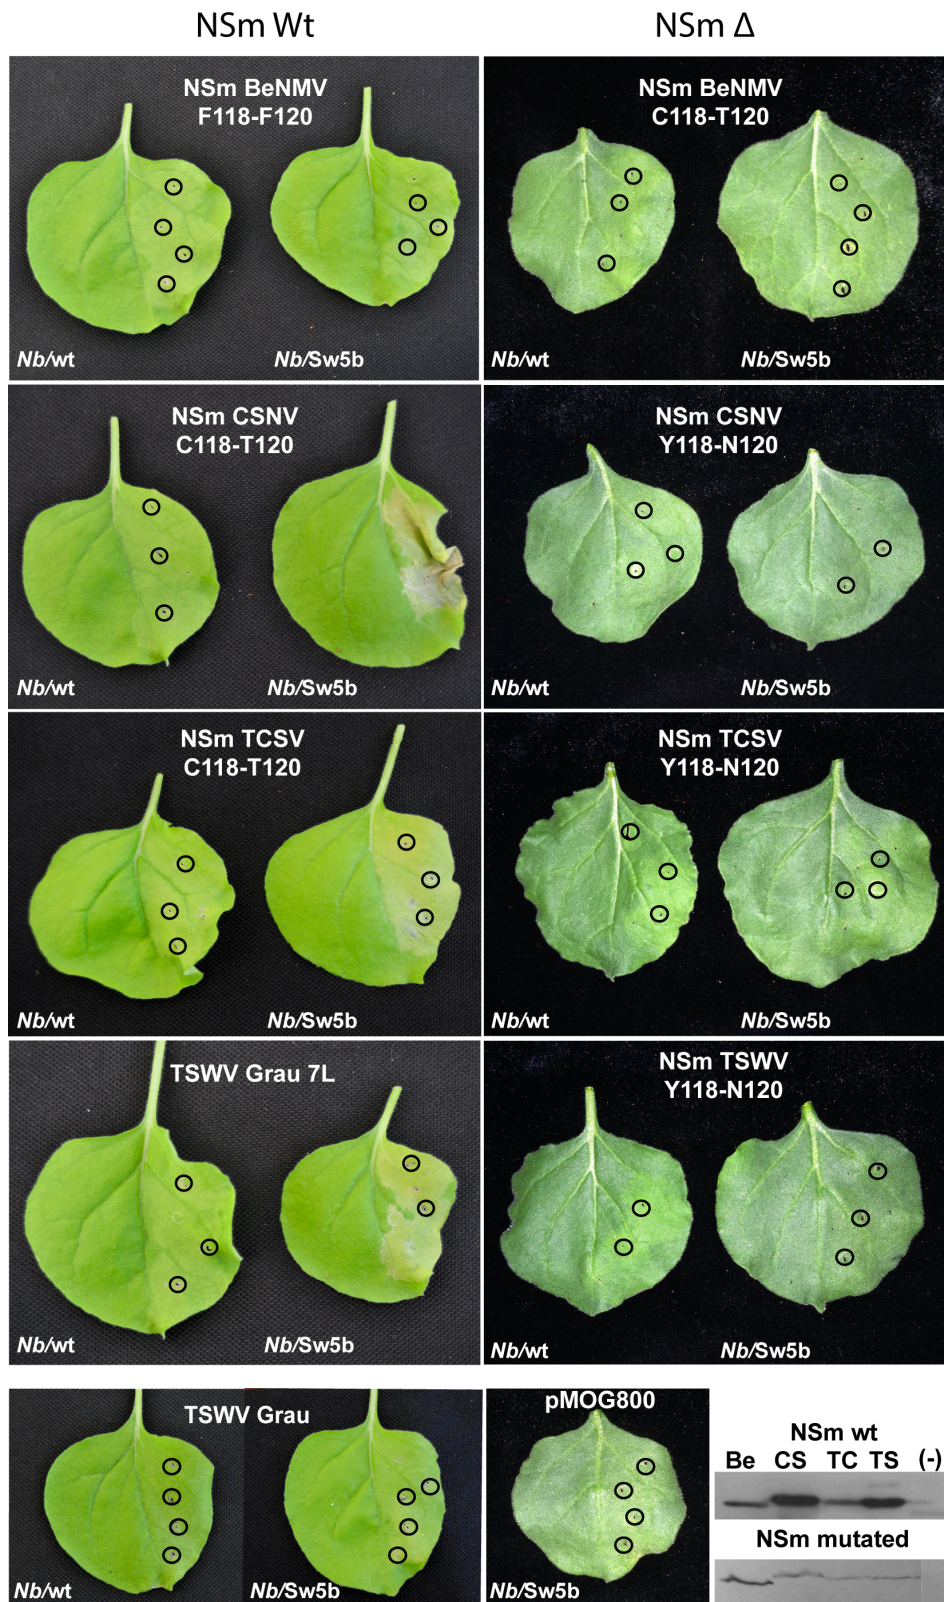 NSm Wt
NSm Δ
NSm BeNMV
F118-F120
Nb/wt
Nb/Sw5b
NSm BeNMV
C118-T120
Nb/wt
Nb/Sw5b
NSm CSNV
C118-T120
Nb/wt
Nb/Sw5b
NSm CSNV
Y118-N120
Nb/wt
Nb/Sw5b
NSm TCSV
C118-T120
Nb/wt
Nb/Sw5b
NSm TCSV
Y118-N120
Nb/wt
Nb/Sw5b
TSWV Grau 7L
Nb/wt
Nb/Sw5b
NSm TSWV
Y118-N120
Nb/wt
Nb/Sw5b
TSWV Grau
Nb/wt
Nb/Sw5b
pMOG800
Nb/Sw5b
NSm wt
Be CS TC TS (-)
NSm mutated